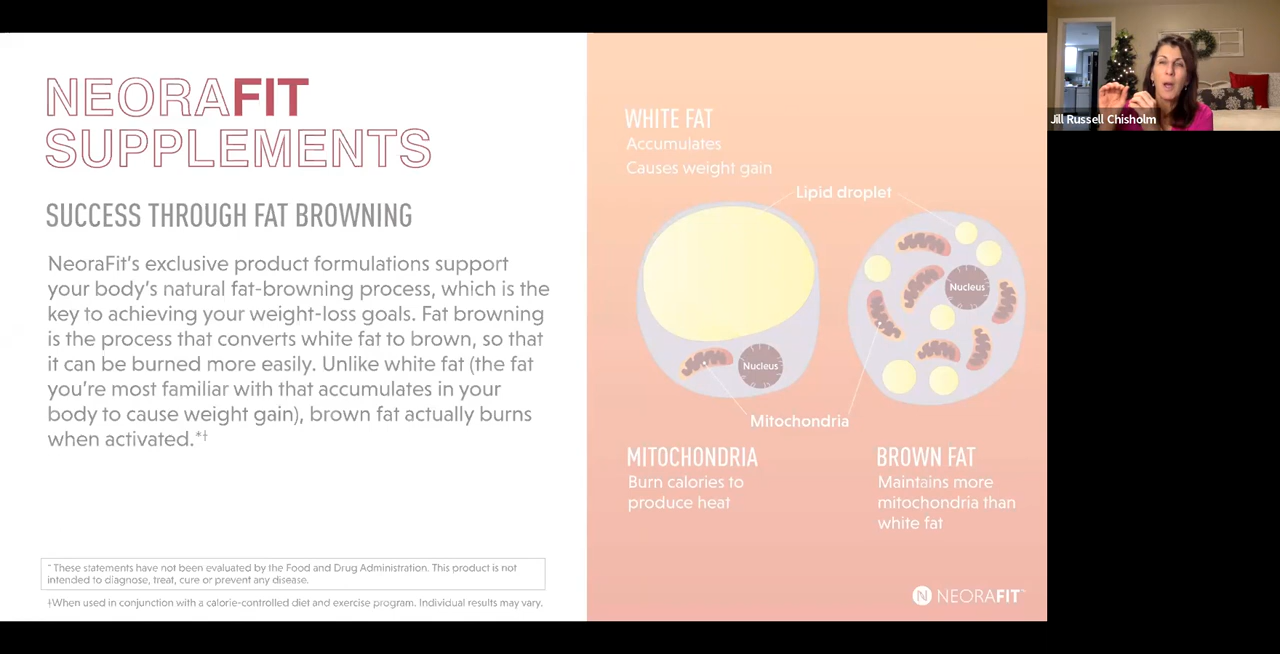 NEORAFIT
SUPPLEMENTS
SUCCESS THROUGH FAT BROWNING
NeoraFit's exclusive product formulations support
your body's natural fat-browning process, which is the
key to achieving your weight-loss goals. Fat browning
is the process that converts white fat to brown, so that
it can be burned more easily. Unlike white fat (the fat
you're most familiar with that accumulates in your
body to cause weight gain), brown fat actually burns
when activated.*†
* These statements have not been evaluated by the Food and Drug Administration. This product is not
intended to diagnose, treat, cure or prevent any disease.
‡When used in conjunction with a calorie-controlled diet and exercise program. Individual results may vary.
WHITE FAT
Accumulates
Causes weight gain
Lipid droplet
Nucleus
Nucleus
Mitochondria
MITOCHONDRIA
Burn calories to
produce heat
BROWN FAT
Maintains more
mitochondria than
white fat
N NEORAFIT™
Jill Russell Chisholm